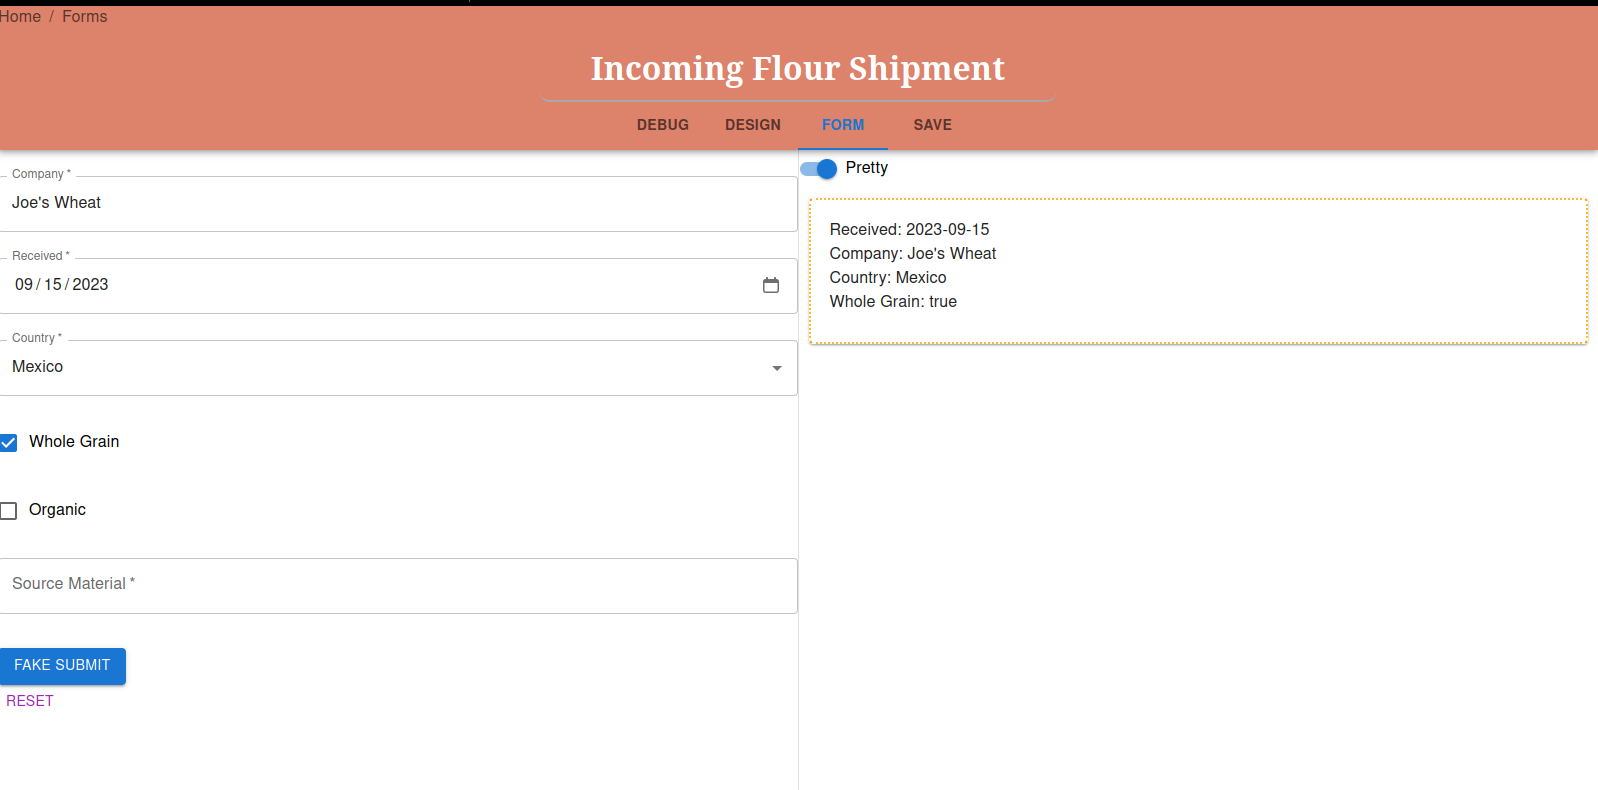 Home / Forms
Incoming Flour Shipment
DEBUG DESIGN FORM SAVE
Company *
Joe's Wheat
Received *
09/15/2023
Country *
Mexico
Whole Grain
Organic
Source Material *
FAKE SUBMIT
RESET
Pretty
Received: 2023-09-15
Company: Joe's Wheat
Country: Mexico
Whole Grain: true